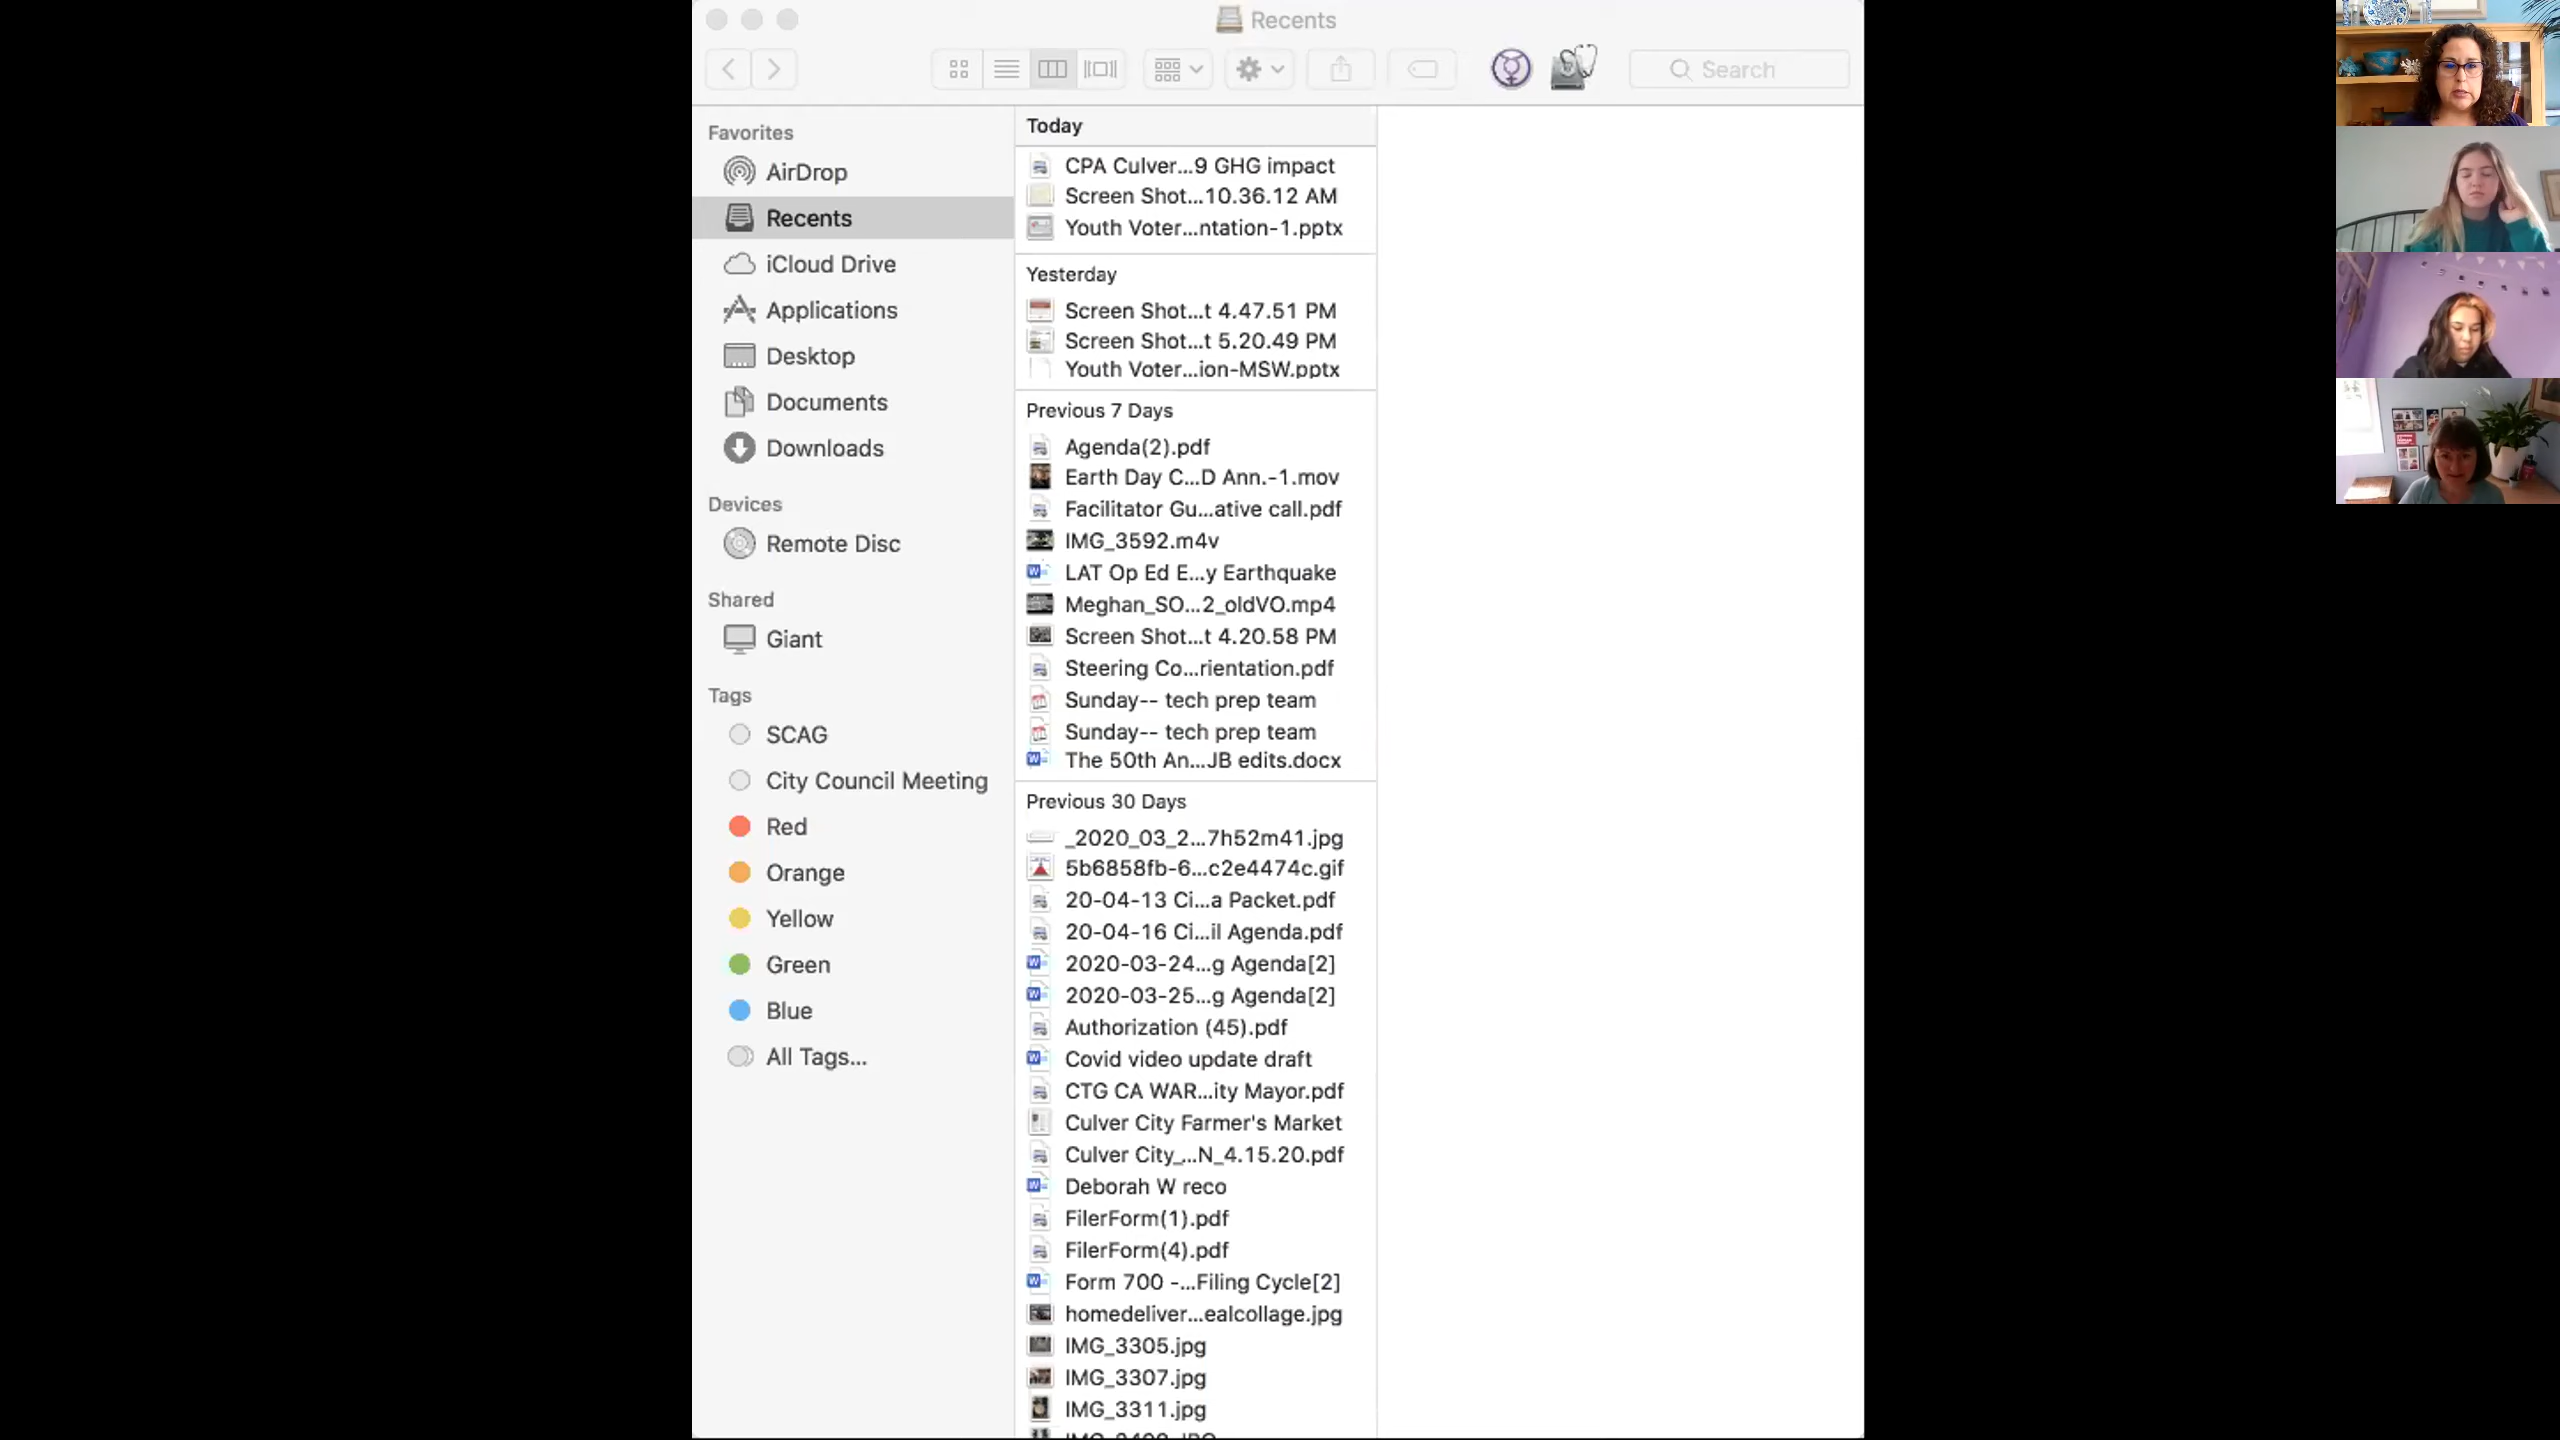 Recents
Search
Favorites
AirDrop
Recents
iCloud Drive
Applications
Desktop
Documents
Downloads
Devices
Remote Disc
Shared
Giant
Tags
SCAG
City Council Meeting
Red
Orange
Yellow
Green
Blue
All Tags...
Today
CPA Culver...9 GHG impact
Screen Shot...10.36.12 AM
Youth Voter...ntation-1.pptx
Yesterday
Screen Shot...t 4.47.51 PM
Screen Shot...t 5.20.49 PM
Youth Voter...ion-MSW.pptx
Previous 7 Days
Agenda(2).pdf
Earth Day C...D Ann.-1.mov
Facilitator Gu...ative call.pdf
IMG_3592.m4v
LAT Op Ed E...y Earthquake
Meghan_SO...2_oldVO.mp4
Screen Shot...t 4.20.58 PM
Steering Co...rientation.pdf
Sunday-- tech prep team
Sunday-- tech prep team
The 50th An...JB edits.docx
Previous 30 Days
_2020_03_2...7h52m41.jpg
5b6858fb-6...c2e4474c.gif
20-04-13 Ci...a Packet.pdf
20-04-16 Ci...il Agenda.pdf
2020-03-24...g Agenda[2]
2020-03-25...g Agenda[2]
Authorization (45).pdf
Covid video update draft
CTG CA WAR...ity Mayor.pdf
Culver City Farmer's Market
Culver City_...N_4.15.20.pdf
Deborah W reco
FilerForm(1).pdf
FilerForm(4).pdf
Form 700 -...Filing Cycle[2]
homedeliver...ealcollage.jpg
IMG_3305.jpg
IMG_3307.jpg
IMG_3311.jpg